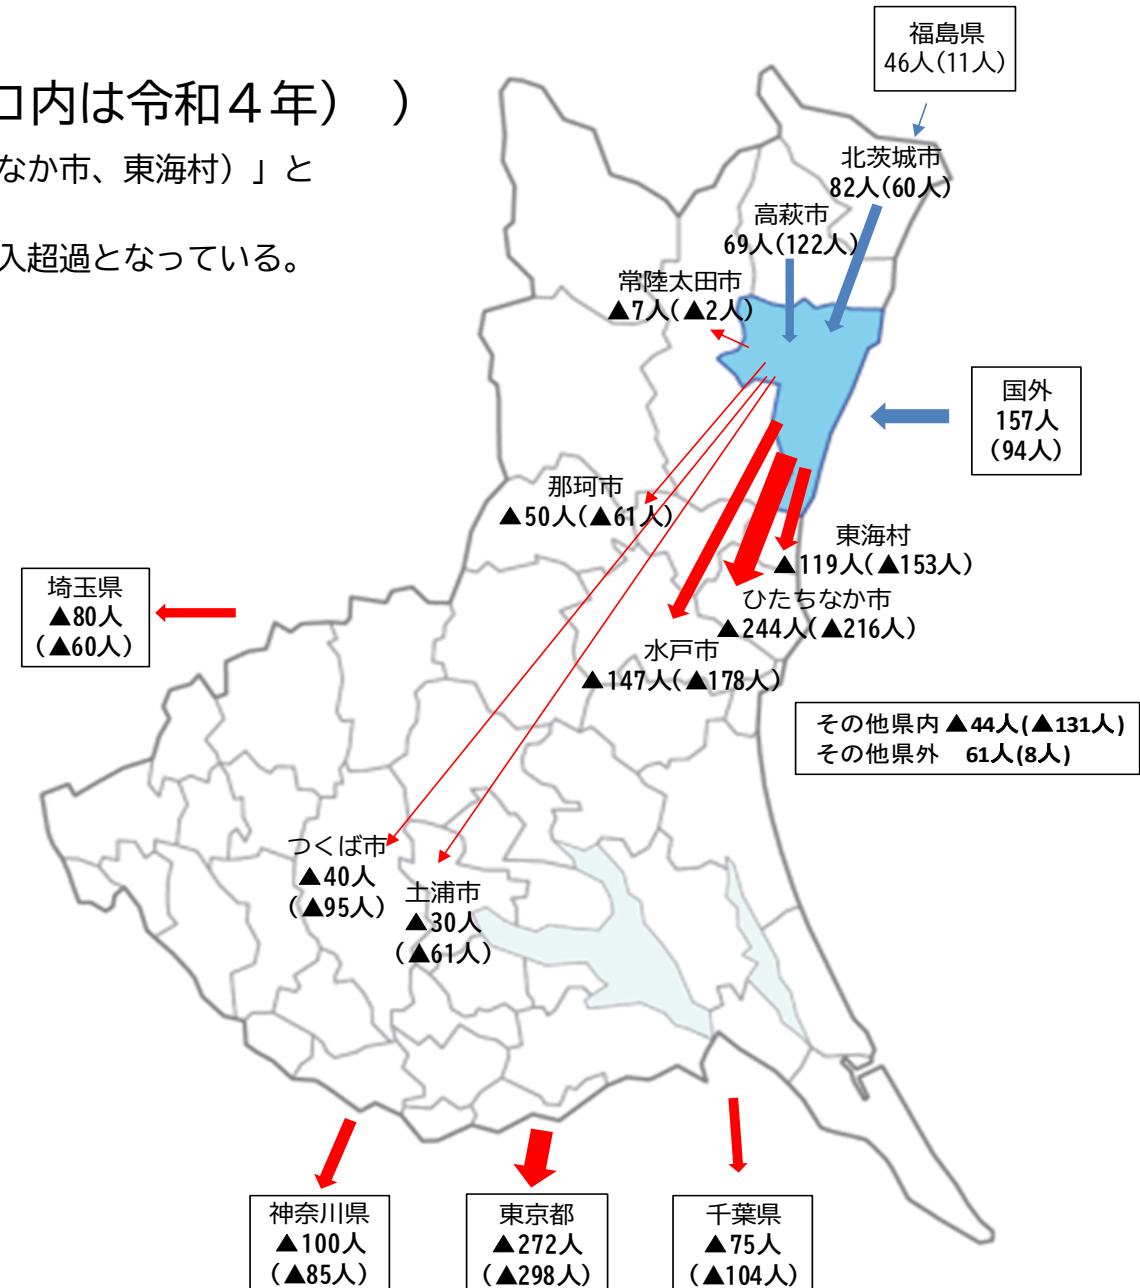 コ内は令和４年） ）
なか市、東海村）」と
入超過となっている。
福島県
46人(11人)
北茨城市
82人(60人)
高萩市
69人(122人)
常陸太田市
▲7人(▲2人)
国外
157人
(94人)
那珂市
▲50人(▲61人)
東海村
▲119人(▲153人)
ひたちなか市
▲244人(▲216人)
水戸市
▲147人(▲178人)
埼玉県
▲80人
(▲60人)
その他県内 ▲44人(▲131人)
その他県外 61人(8人)
つくば市
▲40人
(▲95人)
土浦市
▲30人
(▲61人)
神奈川県
▲100人
(▲85人)
東京都
▲272人
(▲298人)
千葉県
▲75人
(▲104人)